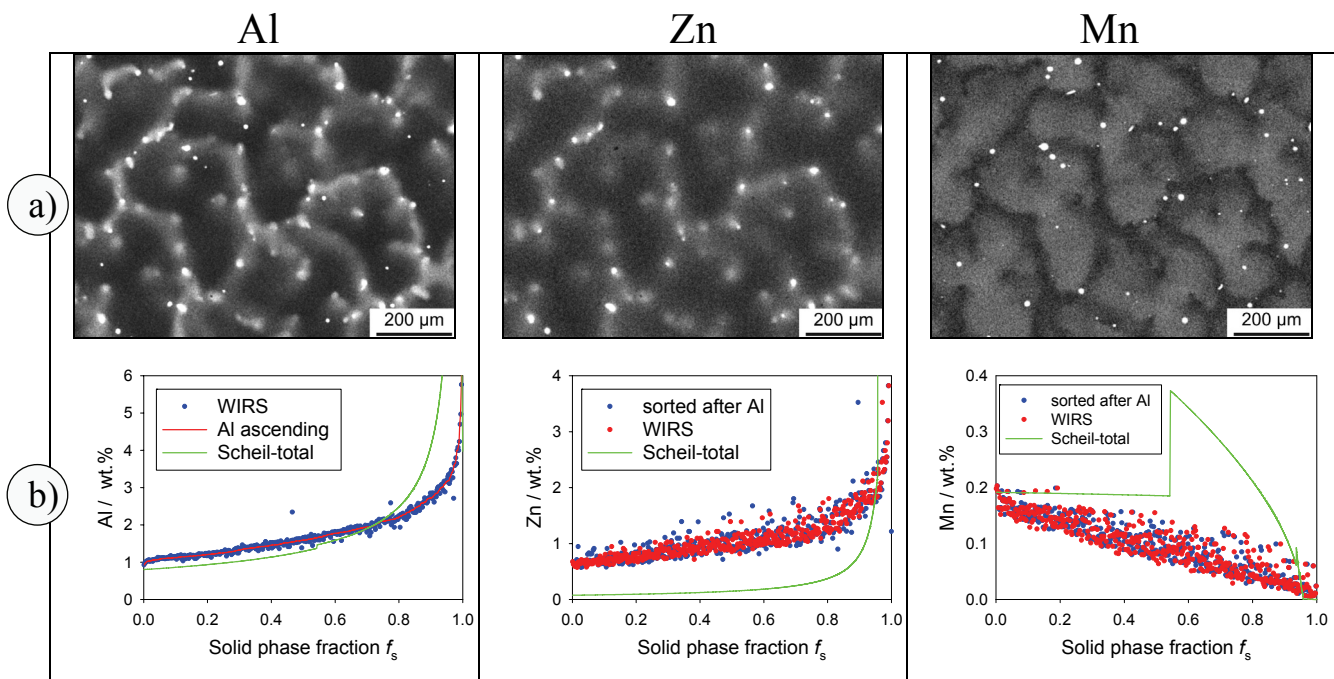 Al Zn Mn
a)
200 µm 200 µm 200 µm
b)
Al / wt.%
6
5
4
3
2
1
0
WIRS
Al ascending
Scheil-total
0.0 0.2 0.4 0.6 0.8 1.0
Solid phase fraction fs
Zn / wt.%
4
3
2
1
0
sorted after Al
WIRS
Scheil-total
0.0 0.2 0.4 0.6 0.8 1.0
Solid phase fraction fs
Mn / wt.%
0.4
0.3
0.2
0.1
0.0
sorted after Al
WIRS
Scheil-total
0.0 0.2 0.4 0.6 0.8 1.0
Solid phase fraction fs